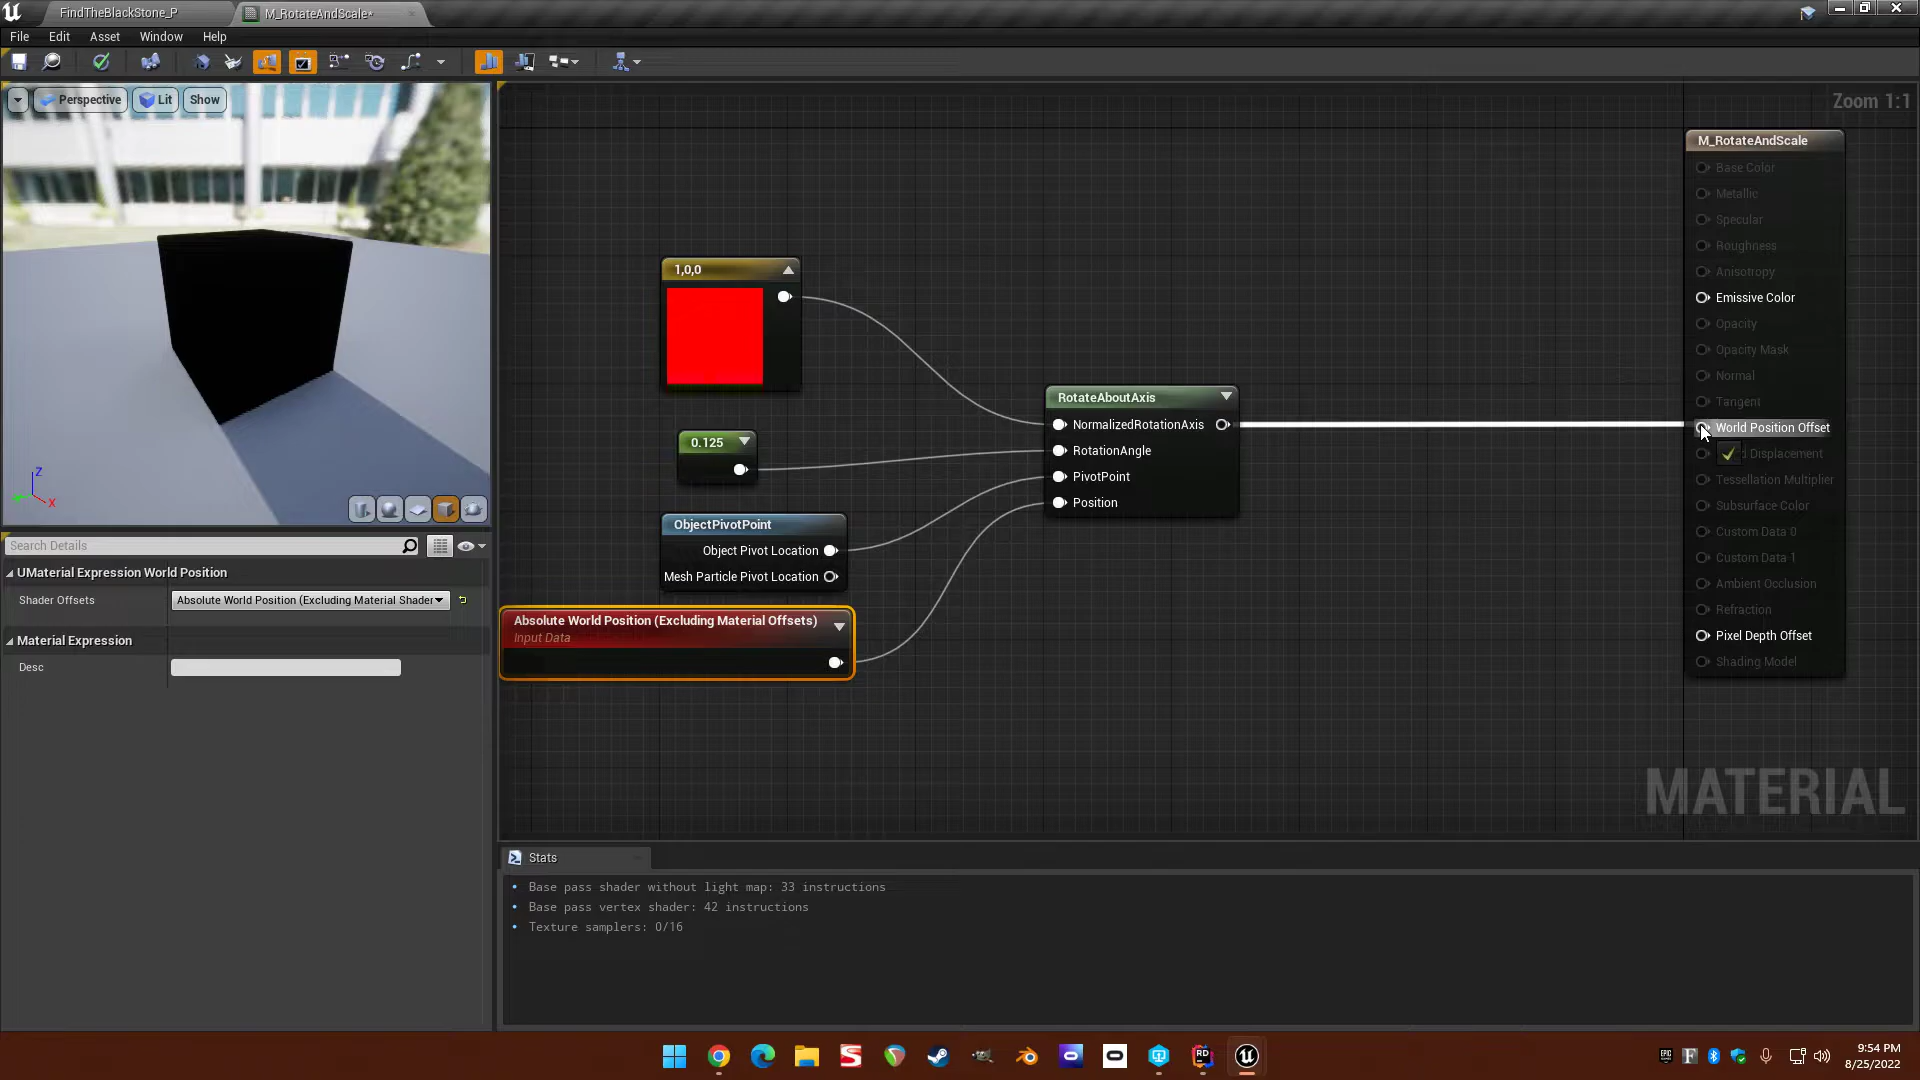 FindTheBlackStone_P
M_RotateAndScale*
File Edit Asset Window Help
Perspective Lit Show
Zoom 1:1
M_RotateAndScale
Base Color
Metallic
Specular
Roughness
Anisotropy
Emissive Color
Opacity
Opacity Mask
Normal
Tangent
World Position Offset
Displacement
Tessellation Multiplier
Subsurface Color
Custom Data 0
Custom Data 1
Ambient Occlusion
Refraction
Pixel Depth Offset
Shading Model
1,0,0
0.125
ObjectPivotPoint
Object Pivot Location
Mesh Particle Pivot Location
Absolute World Position (Excluding Material Offsets)
Input Data
RotateAboutAxis
NormalizedRotationAxis
RotationAngle
PivotPoint
Position
Z
X
Search Details
UMaterial Expression World Position
Shader Offsets Absolute World Position (Excluding Material Shader
Material Expression
Desc
MATERIAL
Stats
Base pass shader without light map: 33 instructions
Base pass vertex shader: 42 instructions
Texture samplers: 0/16
9:54 PM
8/25/2022